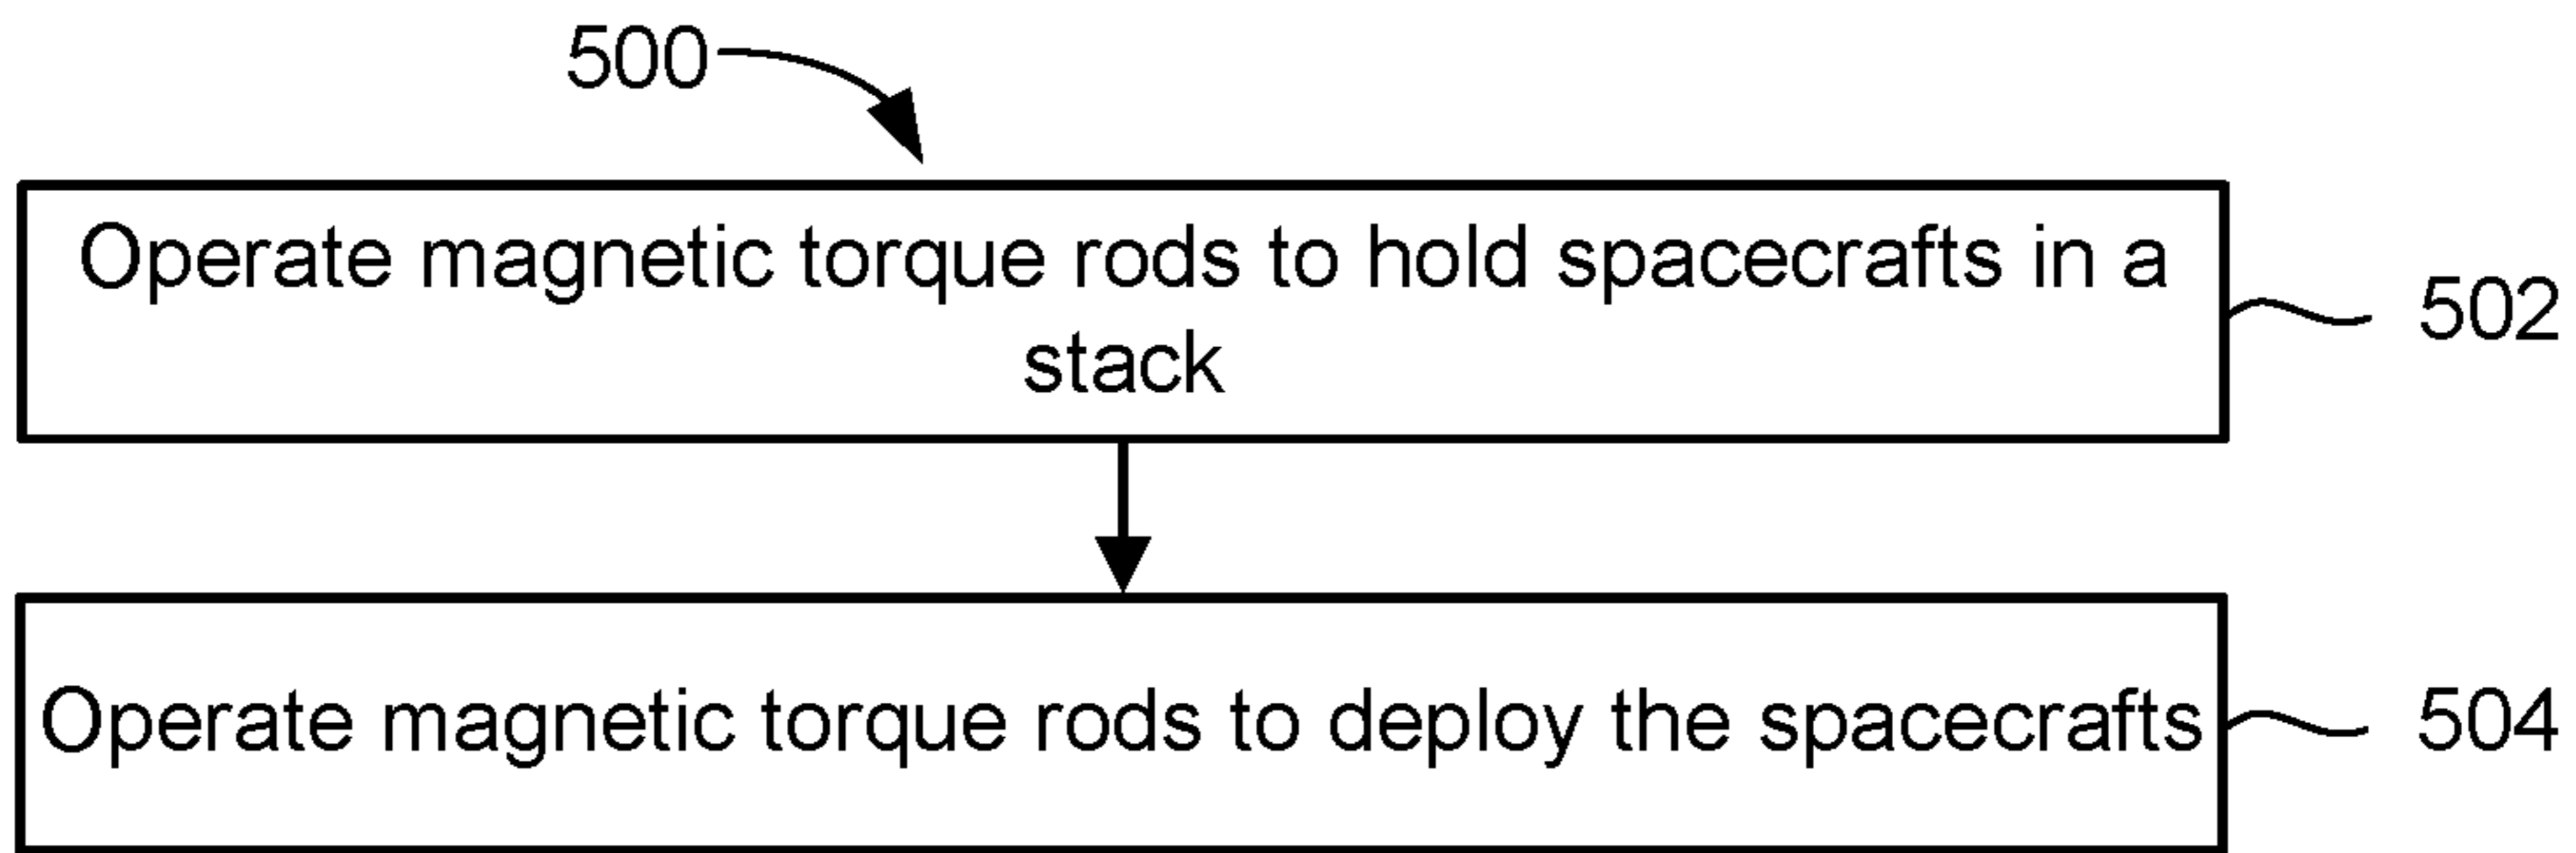 500
Operate magnetic torque rods to hold spacecrafts in a
stack
502
Operate magnetic torque rods to deploy the spacecrafts
504